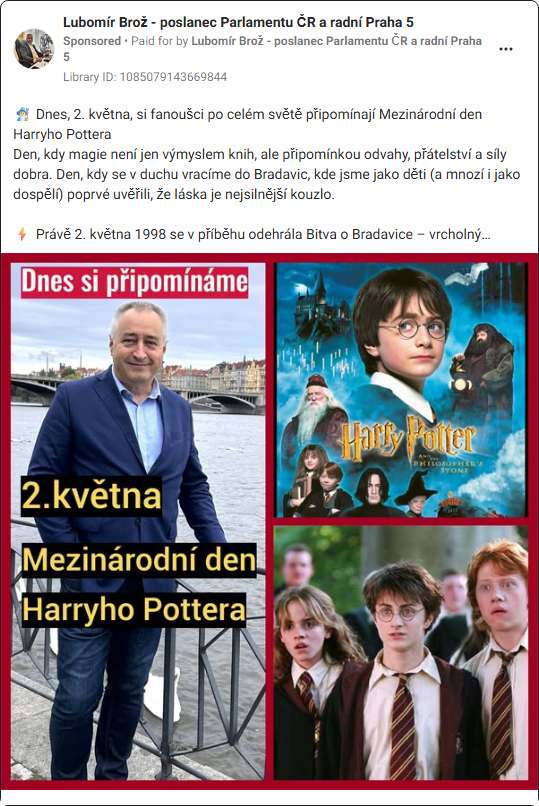 Lubomír Brož - poslanec Parlamentu ČR a radní Praha 5
Sponsored • Paid for by Lubomír Brož - poslanec Parlamentu ČR a radní Praha
5
Library ID: 1085079143669844
Dnes, 2. května, si fanoušci po celém světě připomínají Mezinárodní den
Harryho Pottera
Den, kdy magie není jen výmyslem knih, ale připomínkou odvahy, přátelství a síly
dobra. Den, kdy se v duchu vracíme do Bradavic, kde jsme jako děti (a mnozí i jako
dospělí) poprvé uvěřili, že láska je nejsilnější kouzlo.
Právě 2. května 1998 se v příběhu odehrála Bitva o Bradavice – vrcholný...
Dnes si připomínáme
2.května
Mezinárodní den
Harryho Pottera
Harry Potter
AND THE
PHILOSOPHER'S
STONE